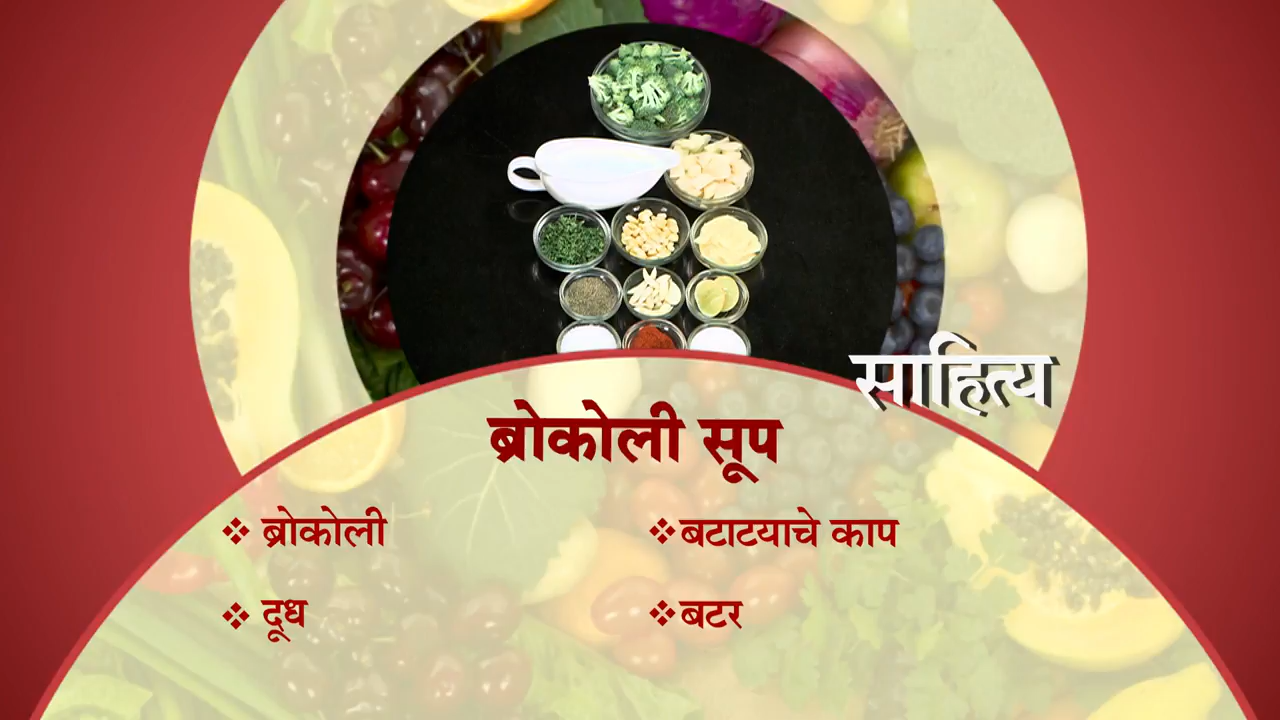 साहित्य
ब्रोकोली सूप
❖ ब्रोकोली
❖ बटाटयाचे काप
❖ दूध
❖ बटर